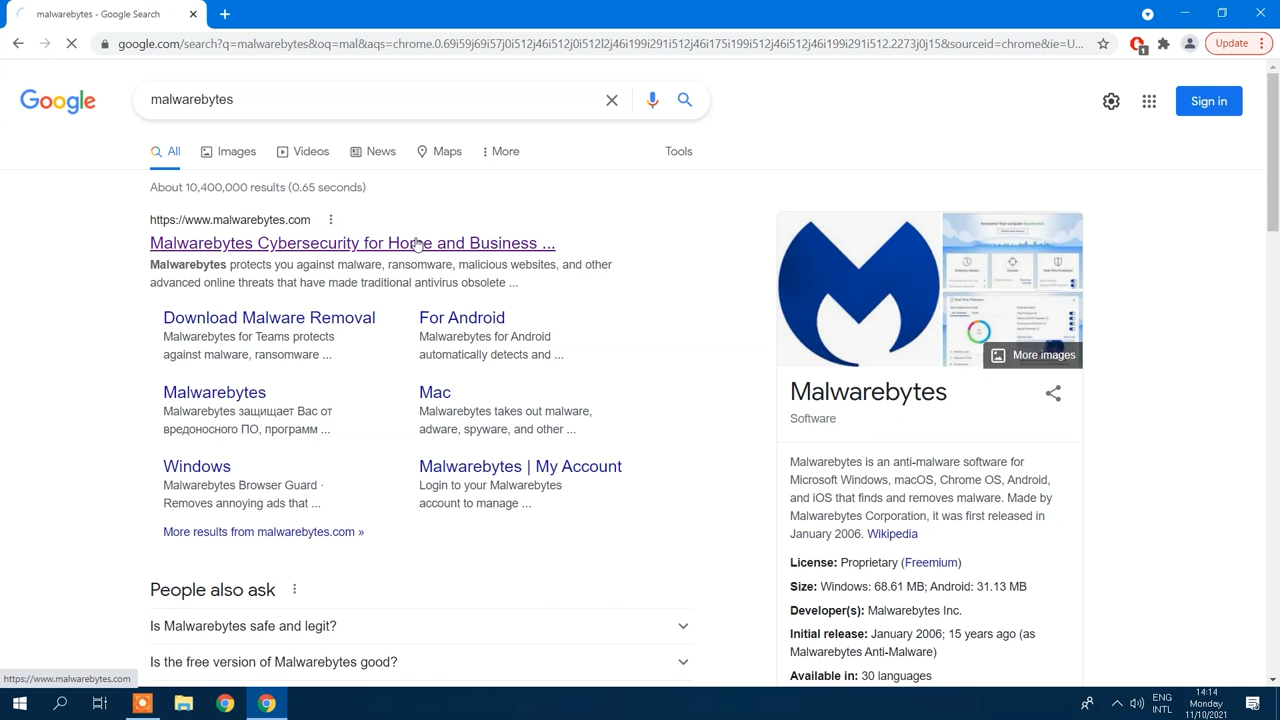 malwarebytes - Google Search
google.com/search?q=malwarebytes&oq=mal&aqs=chrome.0.69i59j69i57j0i512j46i512j0i512l2j46i199i291i512j46i175i199i512j46i512j46i199i291i512.2273j0j15&sourceid=chrome&ie=U...
1
Update
Google
malwarebytes
Sign in
All
Images
Videos
News
Maps
More
Tools
About 10,400,000 results (0.65 seconds)
https://www.malwarebytes.com
Malwarebytes Cybersecurity for Home and Business ...
Malwarebytes protects you against malware, ransomware, malicious websites, and other
advanced online threats that have made traditional antivirus obsolete ...
Download Malware Removal
Malwarebytes for Teams protects
against malware, ransomware ...
For Android
Malwarebytes for Android
automatically detects and ...
Malwarebytes
Malwarebytes защищает Вас от
вредоносного ПО, программ ...
Mac
Malwarebytes takes out malware,
adware, spyware, and other ...
Windows
Malwarebytes Browser Guard ·
Removes annoying ads that ...
Malwarebytes | My Account
Login to your Malwarebytes
account to manage ...
More results from malwarebytes.com »
People also ask
Is Malwarebytes safe and legit?
Is the free version of Malwarebytes good?
More images
Malwarebytes
Software
Malwarebytes is an anti-malware software for
Microsoft Windows, macOS, Chrome OS, Android,
and iOS that finds and removes malware. Made by
Malwarebytes Corporation, it was first released in
January 2006. Wikipedia
License: Proprietary (Freemium)
Size: Windows: 68.61 MB; Android: 31.13 MB
Developer(s): Malwarebytes Inc.
Initial release: January 2006; 15 years ago (as
Malwarebytes Anti-Malware)
Available in: 30 languages
https://www.malwarebytes.com
ENG
INTL
14:14
Monday
11/10/2021